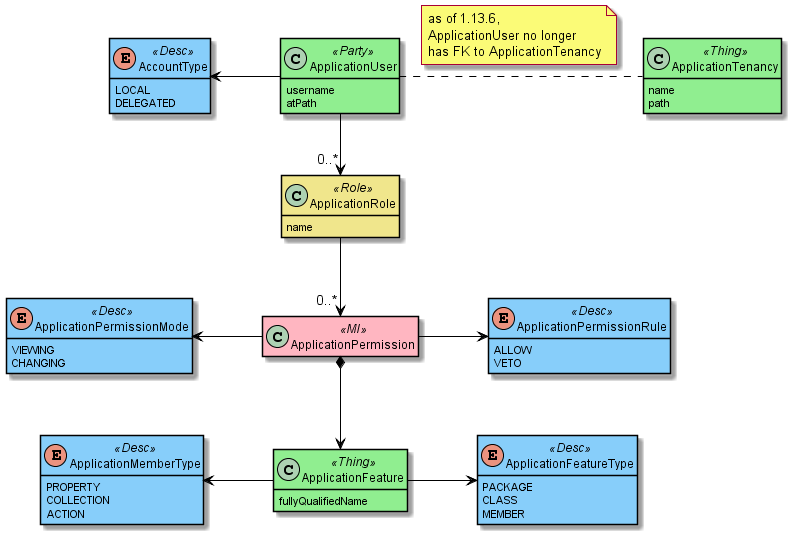 as of 1.13.6,
ApplicationUser no longer
has FK to ApplicationTenancy
E «Desc»
AccountType
LOCAL
DELEGATED
C «Party»
ApplicationUser
username
atPath
C «Thing»
ApplicationTenancy
name
path
0..*
C «Role»
ApplicationRole
name
0..*
E «Desc»
ApplicationPermissionMode
VIEWING
CHANGING
C «MI»
ApplicationPermission
E «Desc»
ApplicationPermissionRule
ALLOW
VETO
E «Desc»
ApplicationMemberType
PROPERTY
COLLECTION
ACTION
C «Thing»
ApplicationFeature
fullyQualifiedName
E «Desc»
ApplicationFeatureType
PACKAGE
CLASS
MEMBER